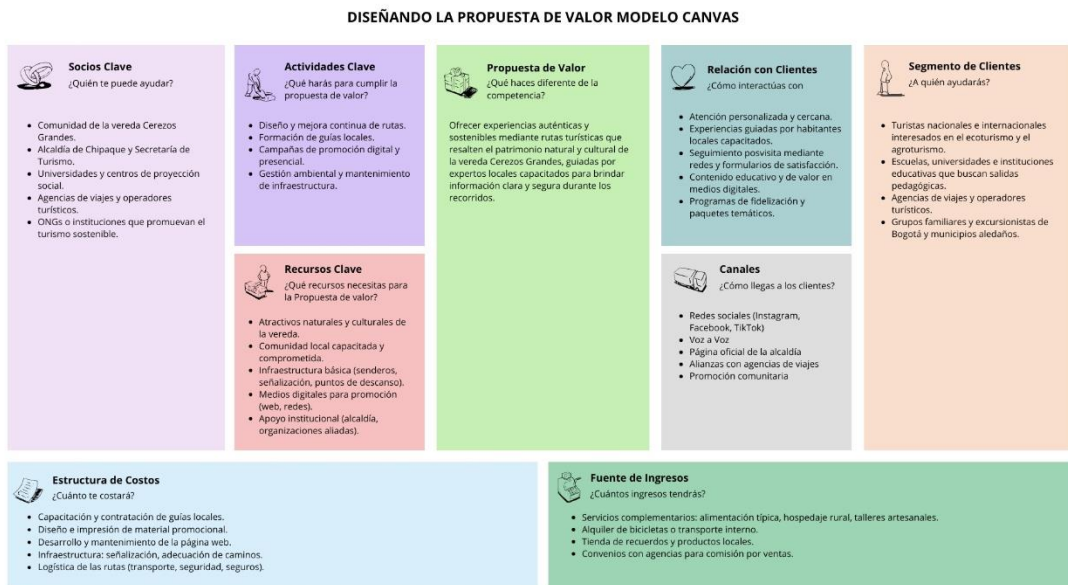 DISEÑANDO LA PROPUESTA DE VALOR MODELO CANVAS
Socios Clave
¿Quién te puede ayudar?
• Comunidad de la vereda Cerezos
Grandes.
• Alcaldía de Chipaque y Secretaría de
Turismo.
• Universidades y centros de proyección
social.
• Agencias de viajes y operadores
turísticos.
• ONGs o instituciones que promuevan el
turismo sostenible.
Actividades Clave
¿Qué harás para cumplir la
propuesta de valor?
• Diseño y mejora continua de rutas.
• Formación de guías locales.
• Campañas de promoción digital y
presencial.
• Gestión ambiental y mantenimiento
de infraestructura.
Recursos Clave
¿Qué recursos necesitas para
la Propuesta de valor?
• Atractivos naturales y culturales de
la vereda.
• Comunidad local capacitada y
comprometida.
• Infraestructura básica (senderos,
señalización, puntos de descanso).
• Medios digitales para promoción
(web, redes).
• Apoyo institucional (alcaldía,
organizaciones aliadas).
Propuesta de Valor
¿Qué haces diferente de la
competencia?
Ofrecer experiencias auténticas y
sostenibles mediante rutas turísticas que
resalten el patrimonio natural y cultural de
la vereda Cerezos Grandes, guiadas por
expertos locales capacitados para brindar
información clara y segura durante los
recorridos.
Relación con Clientes
¿Cómo interactúas con
• Atención personalizada y cercana.
• Experiencias guiadas por habitantes
locales capacitados.
• Seguimiento posvisita mediante
redes y formularios de satisfacción.
• Contenido educativo y de valor en
medios digitales.
• Programas de fidelización y
paquetes temáticos.
Canales
¿Cómo llegas a los clientes?
• Redes sociales (Instagram,
Facebook, TikTok)
• Voz a Voz
• Página oficial de la alcaldía
• Alianzas con agencias de viajes
• Promoción comunitaria
Segmento de Clientes
¿A quién ayudarás?
• Turistas nacionales e internacionales
interesados en el ecoturismo y el
agroturismo.
• Escuelas, universidades e instituciones
educativas que buscan salidas
pedagógicas.
• Agencias de viajes y operadores
turísticos.
• Grupos familiares y excursionistas de
Bogotá y municipios aledaños.
Estructura de Costos
¿Cuánto te costará?
• Capacitación y contratación de guías locales.
• Diseño e impresión de material promocional.
• Desarrollo y mantenimiento de la página web.
• Infraestructura: señalización, adecuación de caminos.
• Logística de las rutas (transporte, seguridad, seguros).
Fuente de Ingresos
¿Cuántos ingresos tendrás?
• Servicios complementarios: alimentación típica, hospedaje rural, talleres artesanales.
• Alquiler de bicicletas o transporte interno.
• Tienda de recuerdos y productos locales.
• Convenios con agencias para comisión por ventas.